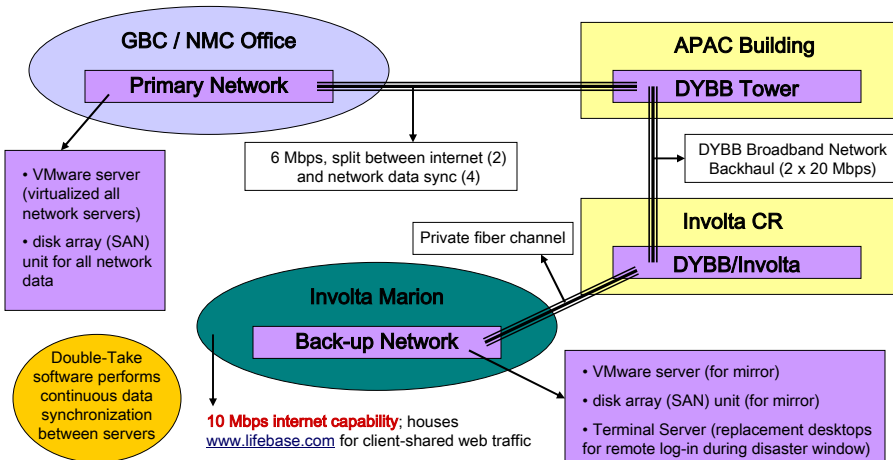 GBC / NMC Office
Primary Network
APAC Building
DYBB Tower
• VMware server
(virtualized all
network servers)
• disk array (SAN)
unit for all network
data
6 Mbps, split between internet (2)
and network data sync (4)
DYBB Broadband Network
Backhaul (2 x 20 Mbps)
Private fiber channel
Involta CR
DYBB/Involta
Involta Marion
Back-up Network
Double-Take
software performs
continuous data
synchronization
between servers
10 Mbps internet capability; houses
www.lifebase.com for client-shared web traffic
• VMware server (for mirror)
• disk array (SAN) unit (for mirror)
• Terminal Server (replacement desktops
for remote log-in during disaster window)